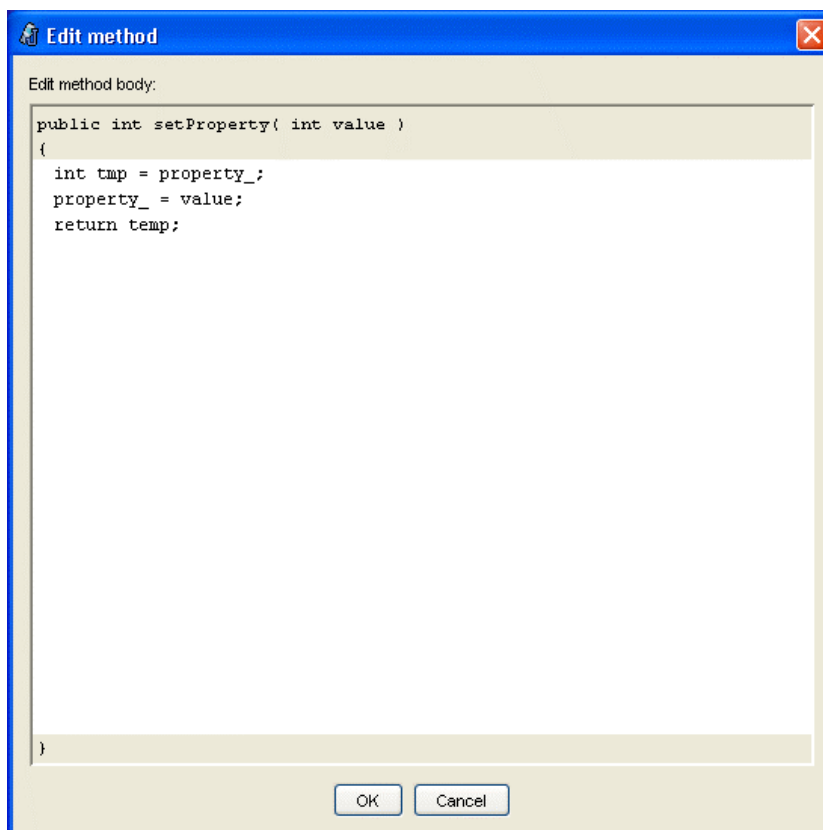 Edit method
Edit method body:
public int setProperty( int value )
{
int tmp = property_;
property_ = value;
return temp;
}
OK
Cancel